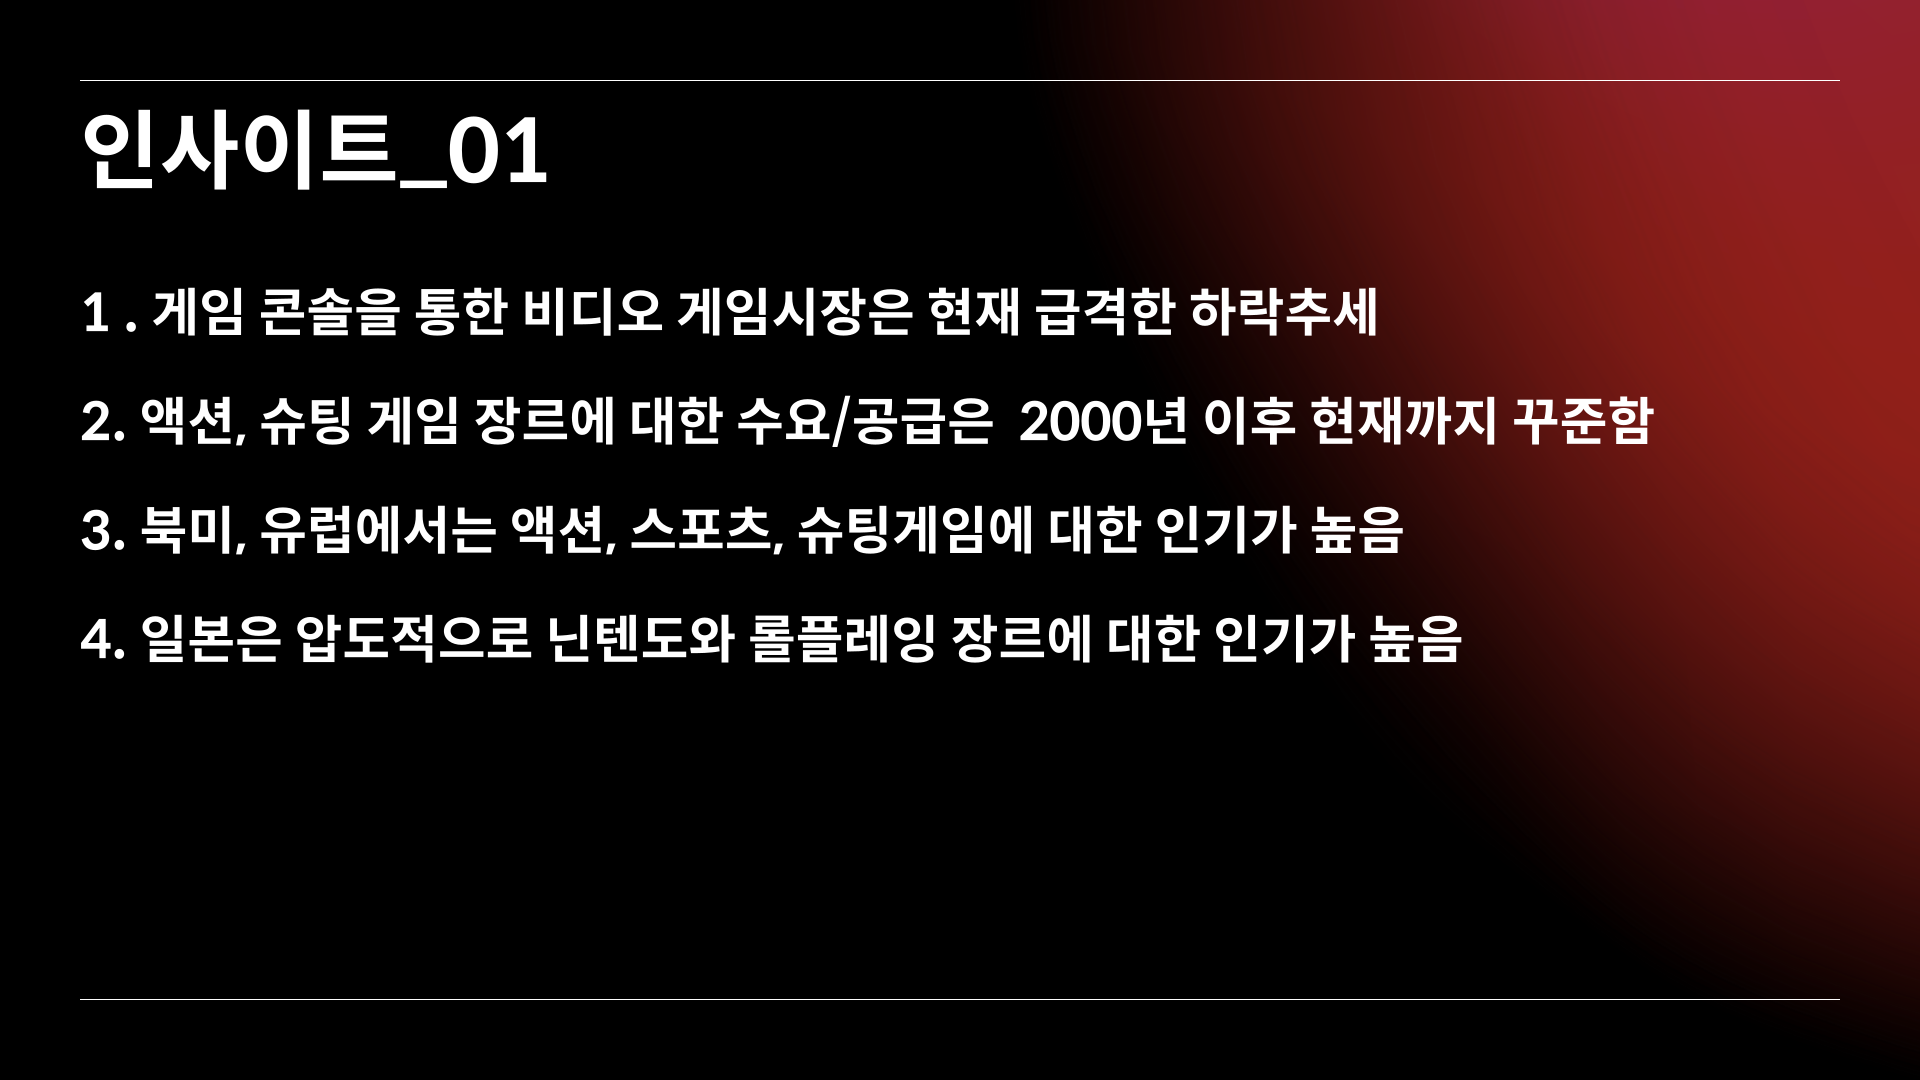 인사이트_01
1 . 게임 콘솔을 통한 비디오 게임시장은 현재 급격한 하락추세
2. 액션, 슈팅 게임 장르에 대한 수요/공급은  2000년 이후 현재까지 꾸준함
3. 북미, 유럽에서는 액션, 스포츠, 슈팅게임에 대한 인기가 높음
4. 일본은 압도적으로 닌텐도와 롤플레잉 장르에 대한 인기가 높음